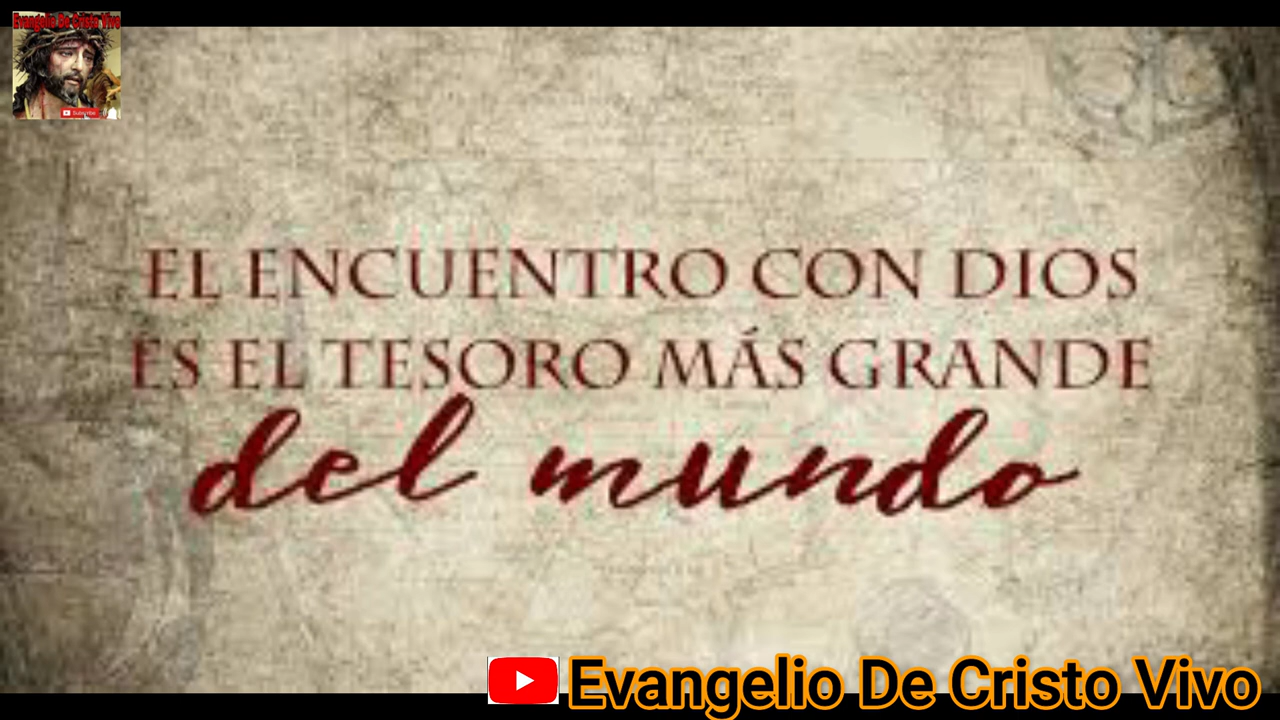 Evangelio De Cristo Vivo
Subscribe
EL ENCUENTRO CON DIOS
ES EL TESORO MÁS GRANDE
del mundo
Evangelio De Cristo Vivo